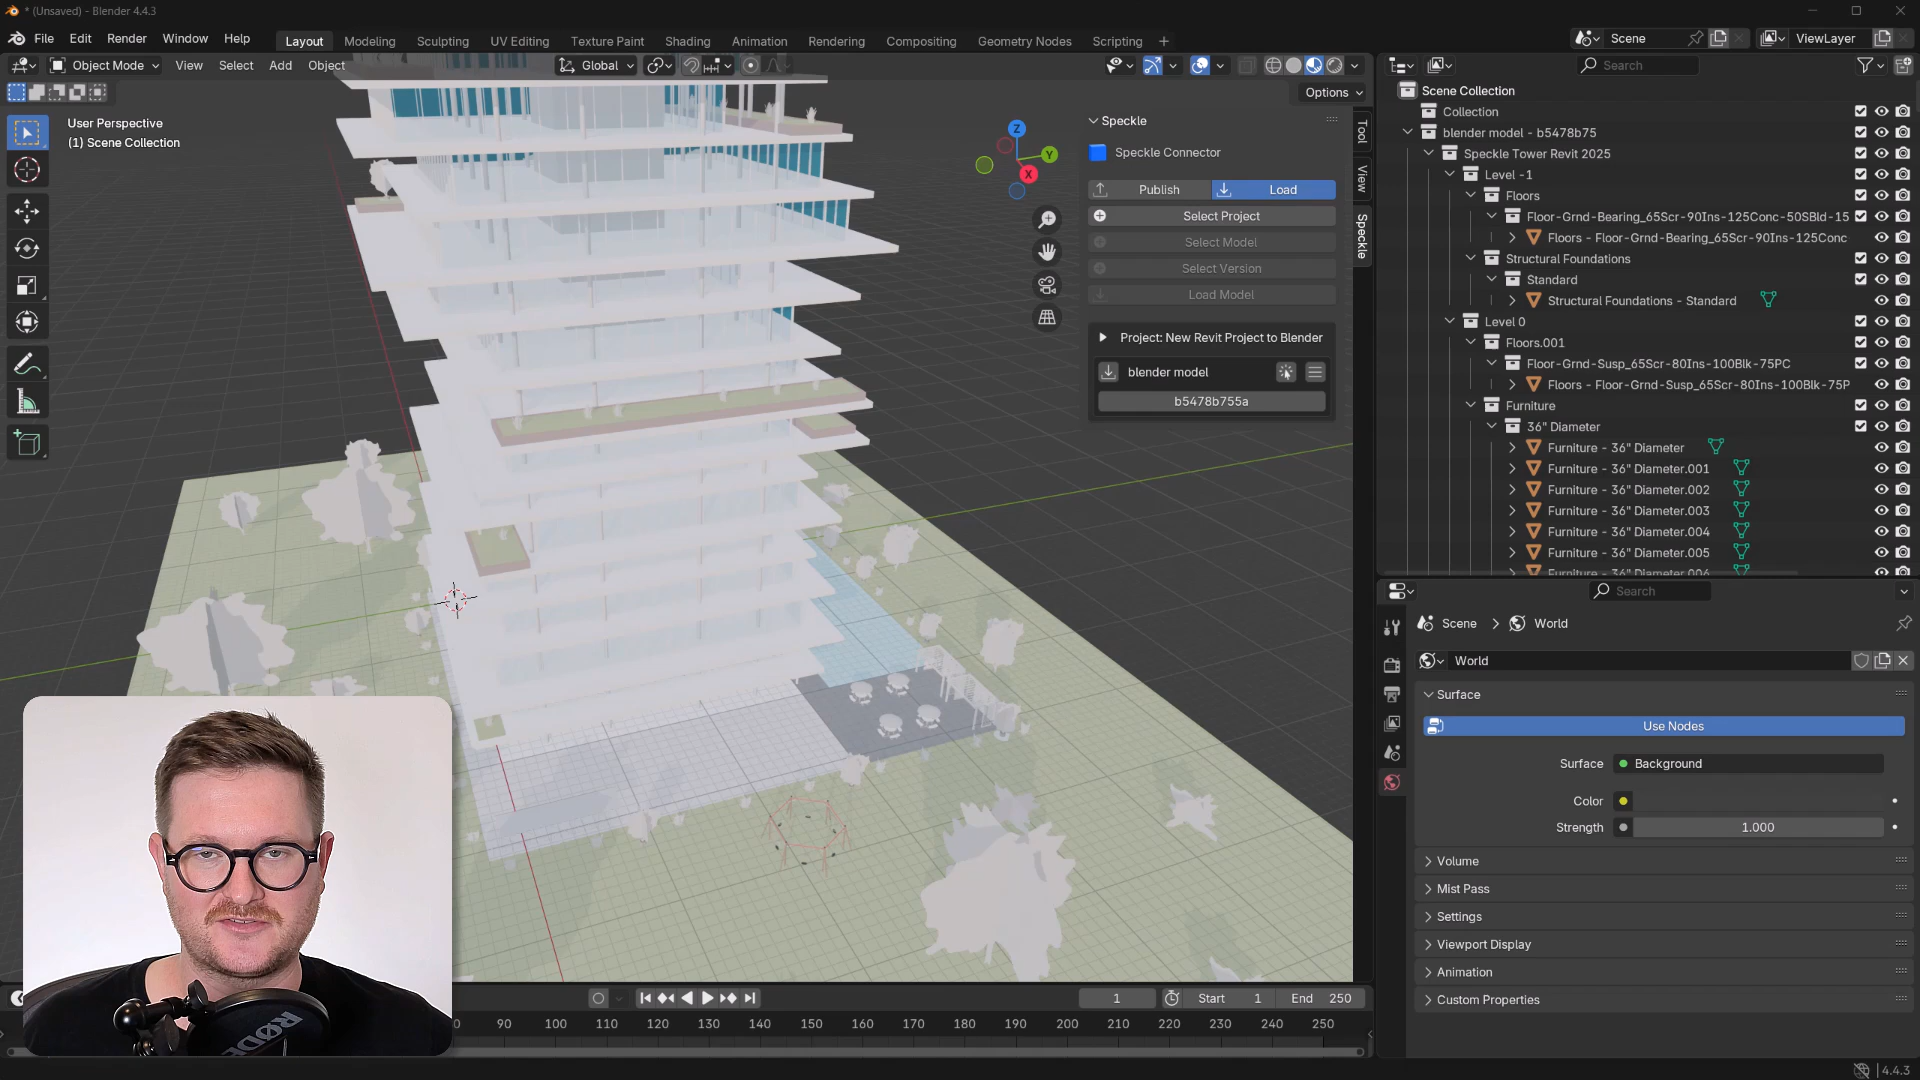 * (Unsaved) - Blender 4.4.3
File Edit Render Window Help
Layout Modeling Sculpting UV Editing Texture Paint Shading Animation Rendering Compositing Geometry Nodes Scripting +
Scene
ViewLayer
Object Mode View Select Add Object
Global
Search
Options
User Perspective
(1) Scene Collection
Z
Y
X
Tool
View
Speckle
Speckle
Speckle Connector
Publish
Load
Select Project
Select Model
Select Version
Load Model
Project: New Revit Project to Blender
blender model
b5478b755a
Scene Collection
Collection
blender model - b5478b75
Speckle Tower Revit 2025
Level -1
Floors
Floor-Grnd-Bearing_65Scr-90Ins-125Conc-50SBld-15
Floors - Floor-Grnd-Bearing_65Scr-90Ins-125Conc
Structural Foundations
Standard
Structural Foundations - Standard
Level 0
Floors.001
Floor-Grnd-Susp_65Scr-80Ins-100Blk-75PC
Floors - Floor-Grnd-Susp_65Scr-80Ins-100Blk-75P
Furniture
36" Diameter
Furniture - 36" Diameter
Furniture - 36" Diameter.001
Furniture - 36" Diameter.002
Furniture - 36" Diameter.003
Furniture - 36" Diameter.004
Furniture - 36" Diameter.005
Furniture - 36" Diameter.006
Search
Scene > World
World
Surface
Use Nodes
Surface Background
Color
Strength 1.000
Volume
Mist Pass
Settings
Viewport Display
Animation
Custom Properties
1
Start 1
End 250
90 100 110 120 130 140 150 160 170 180 190 200 210 220 230 240 250
RØDE
4.4.3